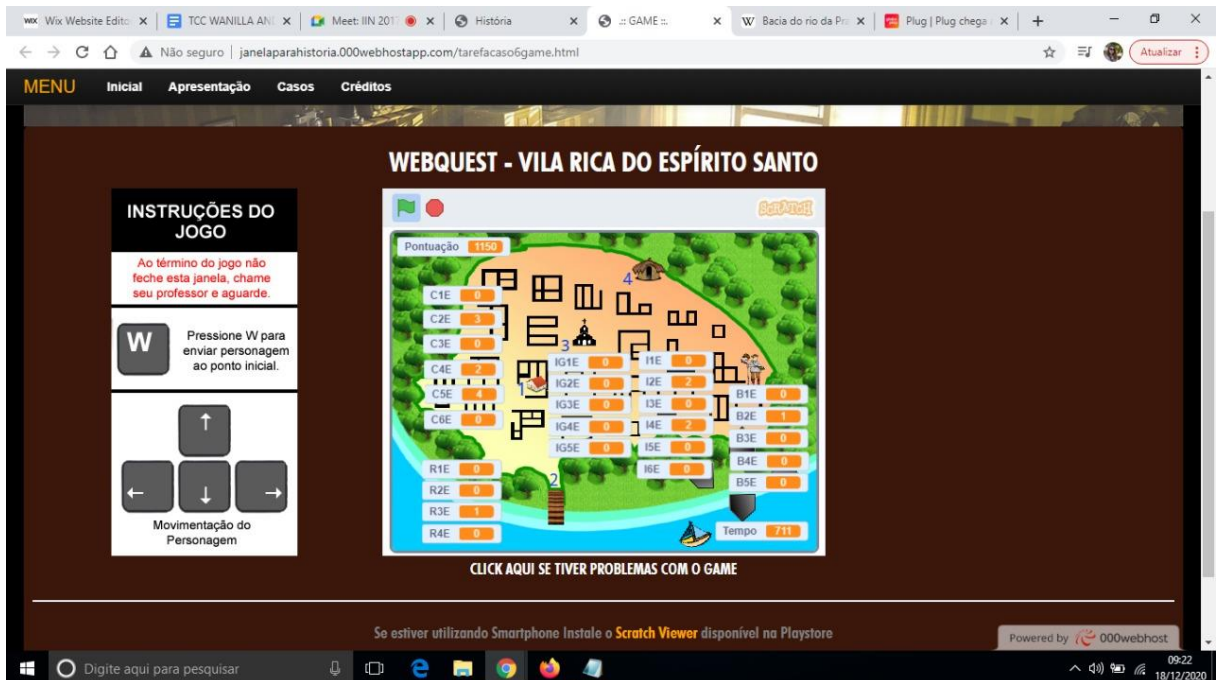 Wix Website Edito
TCC WANILLA AN
Meet: IIN 201
História
.:: GAME ::.
Bacia do rio da Pra
Plug | Plug chega
Não seguro | janelaparahistoria.000webhostapp.com/tarefacaso6game.html
Atualizar
MENU Inicial Apresentação Casos Créditos
WEBQUEST - VILA RICA DO ESPÍRITO SANTO
INSTRUÇÕES DO
JOGO
Ao término do jogo não
feche esta janela, chame
seu professor e aguarde.
W
Pressione W para
enviar personagem
ao ponto inicial.
Movimentação do
Personagem
SCRATCH
Pontuação 1150
4
C1E 0
C2E 3
C3E 0
C4E 2
C5E 4
C6E 0
3
1
IG1E 0
IG2E 0
IG3E 0
IG4E 0
IG5E 0
I1E 0
I2E 2
I3E 0
I4E 2
I5E 0
I6E 0
B1E 0
B2E 1
B3E 0
B4E 0
B5E 0
R1E 0
R2E 0
R3E 1
R4E 0
2
Tempo 711
CLICK AQUI SE TIVER PROBLEMAS COM O GAME
Se estiver utilizando Smartphone Instale o Scratch Viewer disponível na Playstore
Powered by 000webhost
Digite aqui para pesquisar
09:22
18/12/2020